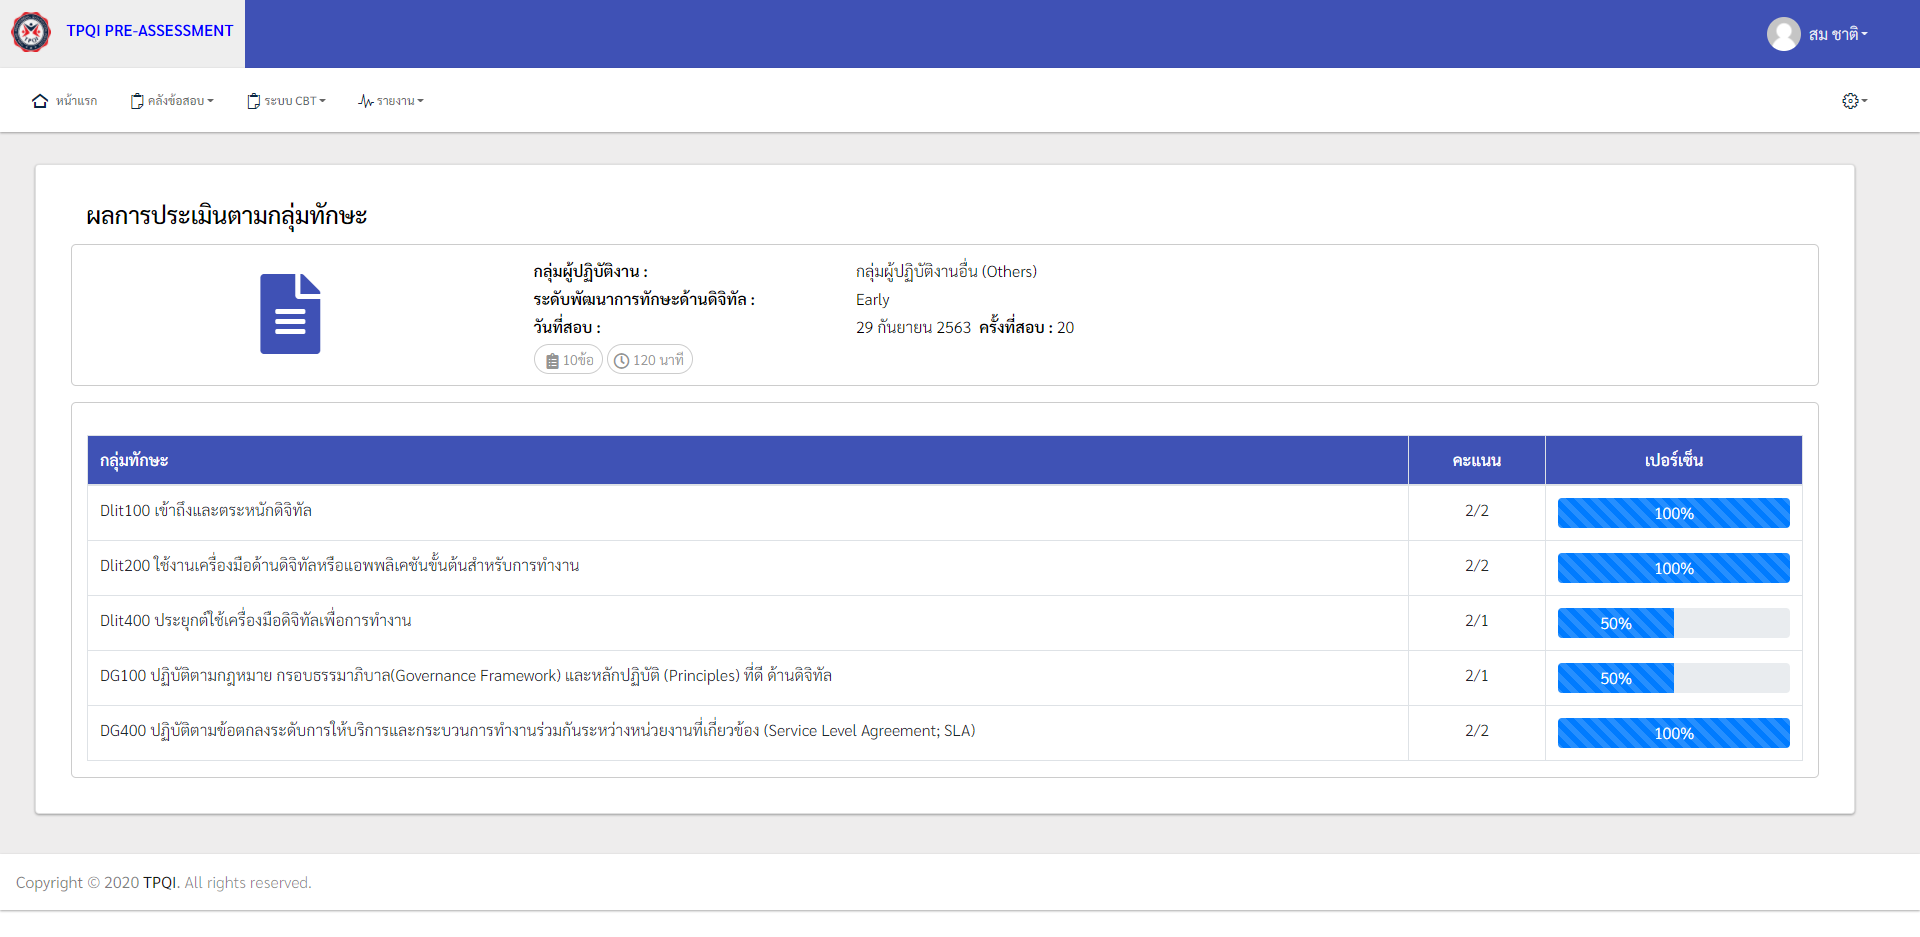 TPQI PRE-ASSESSMENT
สม ชาติ
หน้าแรก
คลังข้อสอบ
ระบบ CBT
รายงาน
ผลการประเมินตามกลุ่มทักษะ
กลุ่มผู้ปฏิบัติงาน : กลุ่มผู้ปฏิบัติงานอื่น (Others)
ระดับพัฒนาการทักษะด้านดิจิทัล : Early
วันที่สอบ : 29 กันยายน 2563 ครั้งที่สอบ : 20
10ข้อ 120 นาที
กลุ่มทักษะ คะแนน เปอร์เซ็น
Dlit100 เข้าถึงและตระหนักดิจิทัล 2/2 100%
Dlit200 ใช้งานเครื่องมือด้านดิจิทัลหรือแอพพลิเคชันขั้นต้นสำหรับการทำงาน 2/2 100%
Dlit400 ประยุกต์ใช้เครื่องมือดิจิทัลเพื่อการทำงาน 2/1 50%
DG100 ปฏิบัติตามกฎหมาย กรอบธรรมาภิบาล(Governance Framework) และหลักปฏิบัติ (Principles) ที่ดี ด้านดิจิทัล 2/1 50%
DG400 ปฏิบัติตามข้อตกลงระดับการให้บริการและกระบวนการทำงานร่วมกันระหว่างหน่วยงานที่เกี่ยวข้อง (Service Level Agreement; SLA) 2/2 100%
Copyright © 2020 TPQI. All rights reserved.